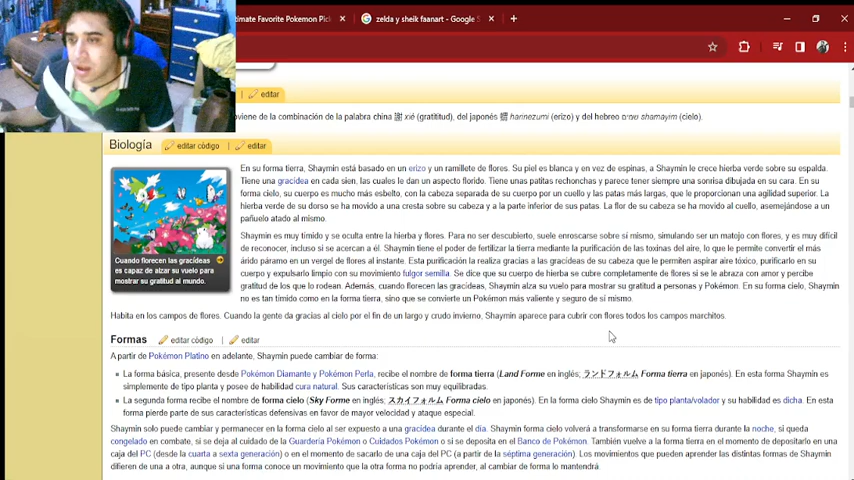 timate Favorite Pokemon Pic
zelda y sheik faanart - Google S
editar
oviene de la combinación de la palabra china 謝 xié (gratititud), del japonés harinezumi (erizo) y del hebreo shamayim (cielo).
Biología editar código editar
En su forma tierra, Shaymin está basado en un erizo y un ramillete de flores. Su piel es blanca y en vez de espinas, a Shaymin le crece hierba verde sobre su espalda.
Tiene una gracídea en cada sien, las cuales le dan un aspecto florido. Tiene unas patitas rechonchas y parece tener siempre una sonrisa dibujada en su cara. En su
forma cielo, su cuerpo es mucho más esbelto, con la cabeza separada de su cuerpo por un cuello y las patas más largas, que le proporcionan una agilidad superior. La
hierba verde de su dorso se ha movido a una cresta sobre su cabeza y a la parte inferior de sus patas. La flor de su cabeza se ha movido al cuello, asemejándose a un
pañuelo atado al mismo.
Shaymin es muy tímido y se oculta entre la hierba y flores. Para no ser descubierto, suele enroscarse sobre sí mismo, simulando ser un matojo con flores, y es muy difícil
de reconocer, incluso si se acercan a él. Shaymin tiene el poder de fertilizar la tierra mediante la purificación de las toxinas del aire, lo que le permite convertir el más
árido páramo en un vergel de flores al instante. Esta purificación la realiza gracias a las gracídeas de su cabeza que le permiten aspirar aire tóxico, purificarlo en su
cuerpo y expulsarlo limpio con su movimiento fulgor semilla. Se dice que su cuerpo de hierba se cubre completamente de flores si se le abraza con amor y percibe
gratitud de los que lo rodean. Además, cuando florecen las gracídeas, Shaymin alza su vuelo para mostrar su gratitud a personas y Pokémon. En su forma cielo, Shaymin
no es tan tímido como en la forma tierra, sino que se convierte un Pokémon más valiente y seguro de sí mismo.
Cuando florecen las gracídeas
es capaz de alzar su vuelo para
mostrar su gratitud al mundo.
Habita en los campos de flores. Cuando la gente da gracias al cielo por el fin de un largo y crudo invierno, Shaymin aparece para cubrir con flores todos los campos marchitos.
Formas editar código editar
A partir de Pokémon Platino en adelante, Shaymin puede cambiar de forma:
La forma básica, presente desde Pokémon Diamante y Pokémon Perla, recibe el nombre de forma tierra (Land Forme en inglés; ランドフォルム Forma tierra en japonés). En esta forma Shaymin es
simplemente de tipo planta y posee de habilidad cura natural. Sus características son muy equilibradas.
La segunda forma recibe el nombre de forma cielo (Sky Forme en inglés; スカイフォルム Forma cielo en japonés). En la forma cielo Shaymin es de tipo planta/volador y su habilidad es dicha. En esta
forma pierde parte de sus características defensivas en favor de mayor velocidad y ataque especial.
Shaymin solo puede cambiar y permanecer en la forma cielo al ser expuesto a una gracídea durante el día. Shaymin forma cielo volverá a transformarse en su forma tierra durante la noche, si queda
congelado en combate, si se deja al cuidado de la Guardería Pokémon o Cuidados Pokémon o si se deposita en el Banco de Pokémon. También vuelve a la forma tierra en el momento de depositarlo en una
caja del PC (desde la cuarta a sexta generación) o en el momento de sacarlo de una caja del PC (a partir de la séptima generación). Los movimientos que pueden aprender las distintas formas de Shaymin
difieren de una a otra, aunque si una forma conoce un movimiento que la otra forma no podría aprender, al cambiar de forma lo mantendrá